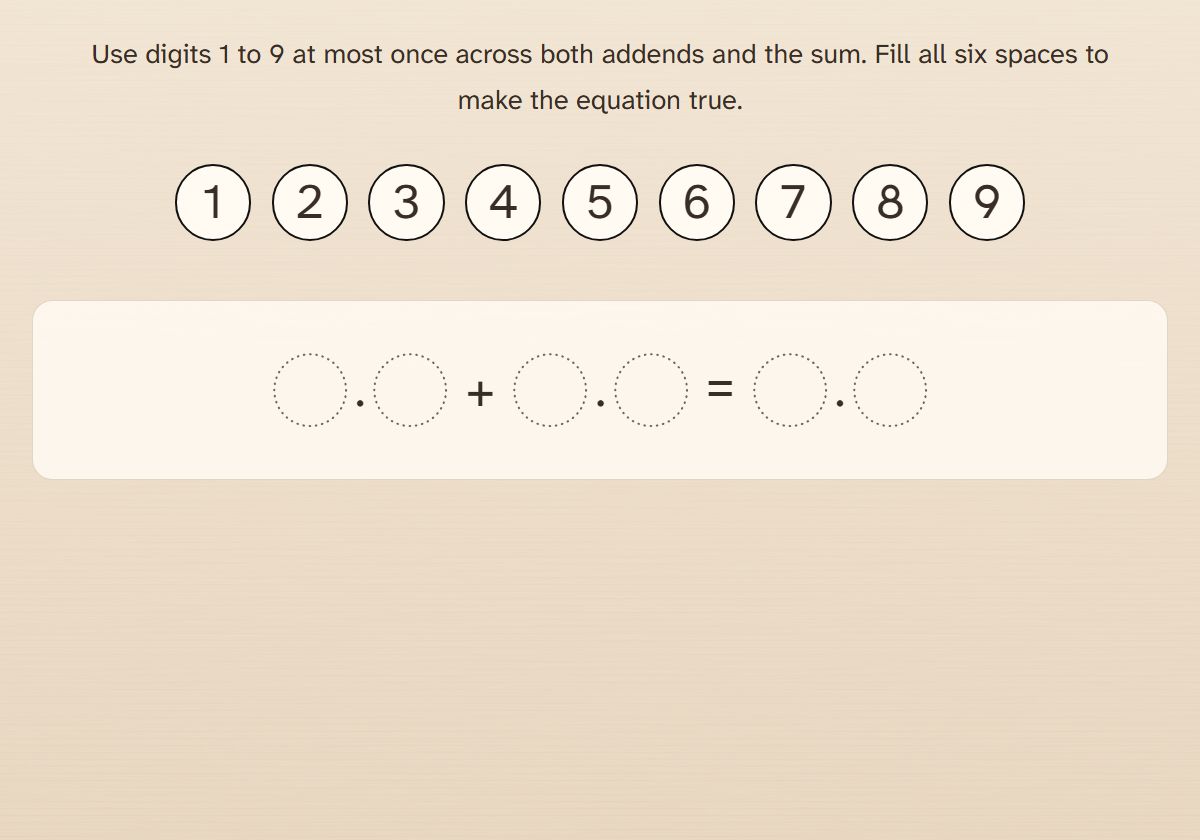 Use digits 1 to 9 at most once across both addends and the sum. Fill all six spaces to
make the equation true.
1 2 3 4 5 6 7 8 9
. + . = .